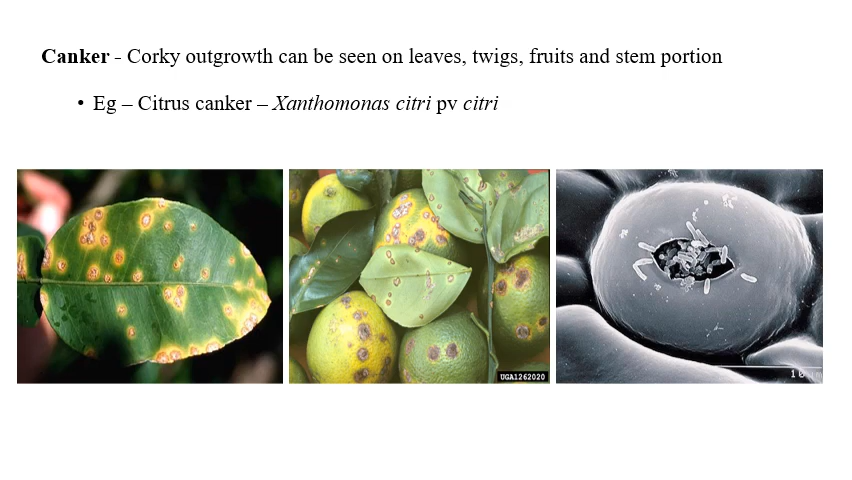 Canker - Corky outgrowth can be seen on leaves, twigs, fruits and stem portion
• Eg – Citrus canker – Xanthomonas citri pv citri
UGA1262020